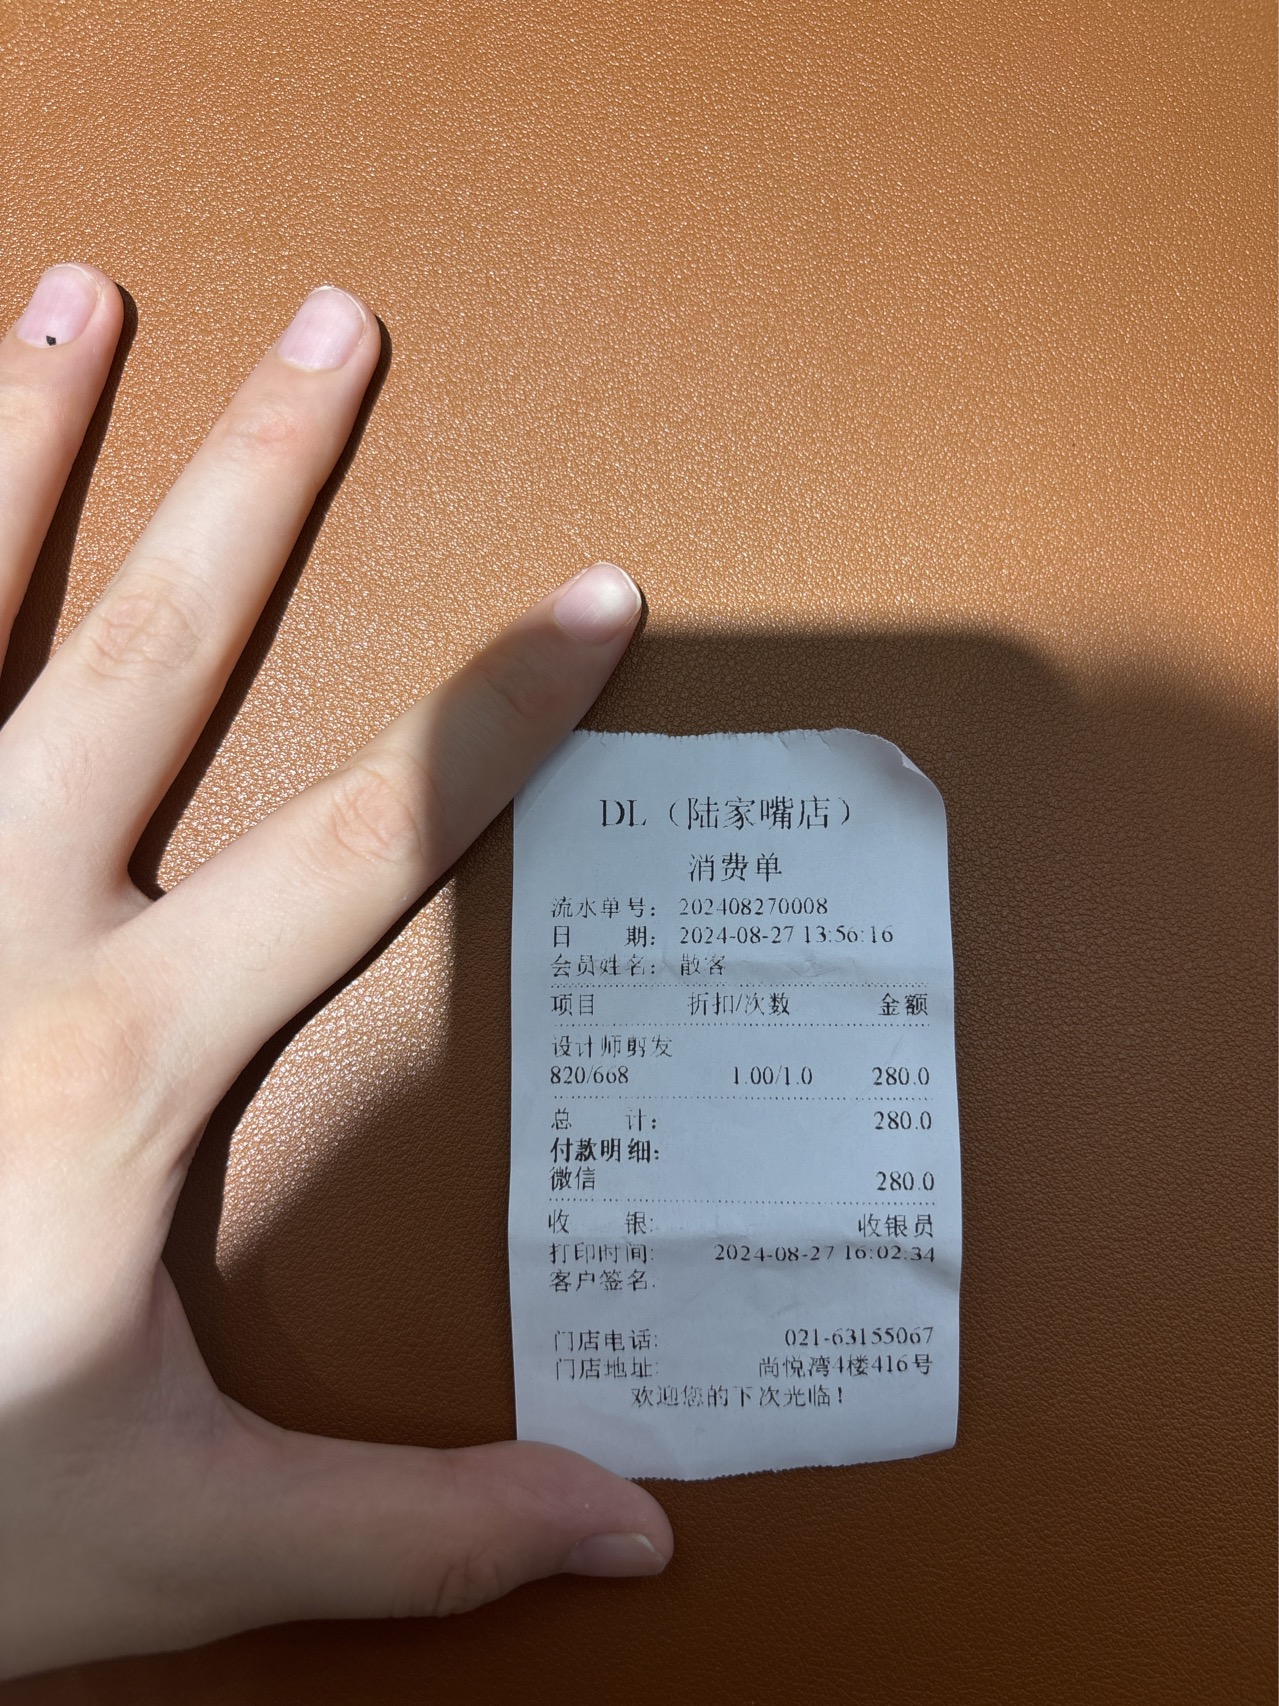 DL（陆家嘴店）
消费单
流水单号： 202408270008
日　　期： 2024-08-27 13:56:16
会员姓名： 散客
项目 折扣/次数 金额
设计师剪发
820/668 1.00/1.0 280.0
总　　计： 280.0
付款明细：
微信 280.0
收　　银: 收银员
打印时间: 2024-08-27 16:02:34
客户签名:
门店电话: 021-63155067
门店地址: 尚悦湾4楼416号
欢迎您的下次光临！